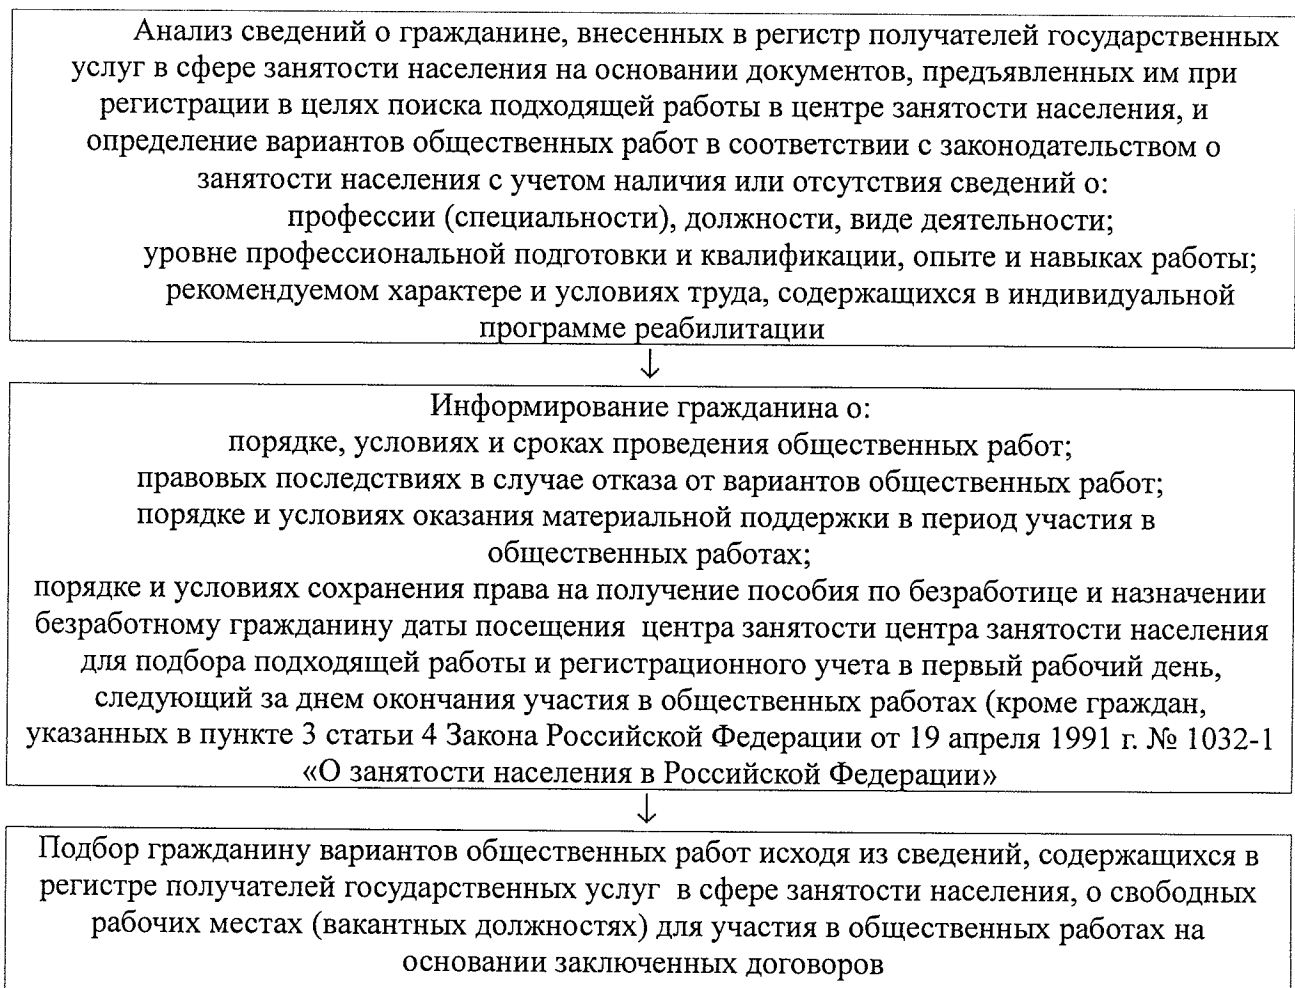 Анализ сведений о гражданине, внесенных в регистр получателей государственных
услуг в сфере занятости населения на основании документов, предъявленных им при
регистрации в целях поиска подходящей работы в центре занятости населения, и
определение вариантов общественных работ в соответствии с законодательством о
занятости населения с учетом наличия или отсутствия сведений о:
профессии (специальности), должности, виде деятельности;
уровне профессиональной подготовки и квалификации, опыте и навыках работы;
рекомендуемом характере и условиях труда, содержащихся в индивидуальной
программе реабилитации
↓
Информирование гражданина о:
порядке, условиях и сроках проведения общественных работ;
правовых последствиях в случае отказа от вариантов общественных работ;
порядке и условиях оказания материальной поддержки в период участия в
общественных работах;
порядке и условиях сохранения права на получение пособия по безработице и назначении
безработному гражданину даты посещения  центра занятости центра занятости населения
для подбора подходящей работы и регистрационного учета в первый рабочий день,
следующий за днем окончания участия в общественных работах (кроме граждан,
указанных в пункте 3 статьи 4 Закона Российской Федерации от 19 апреля 1991 г. № 1032-1
«О занятости населения в Российской Федерации»
↓
Подбор гражданину вариантов общественных работ исходя из сведений, содержащихся в
регистре получателей государственных услуг  в сфере занятости населения, о свободных
рабочих местах (вакантных должностях) для участия в общественных работах на
основании заключенных договоров